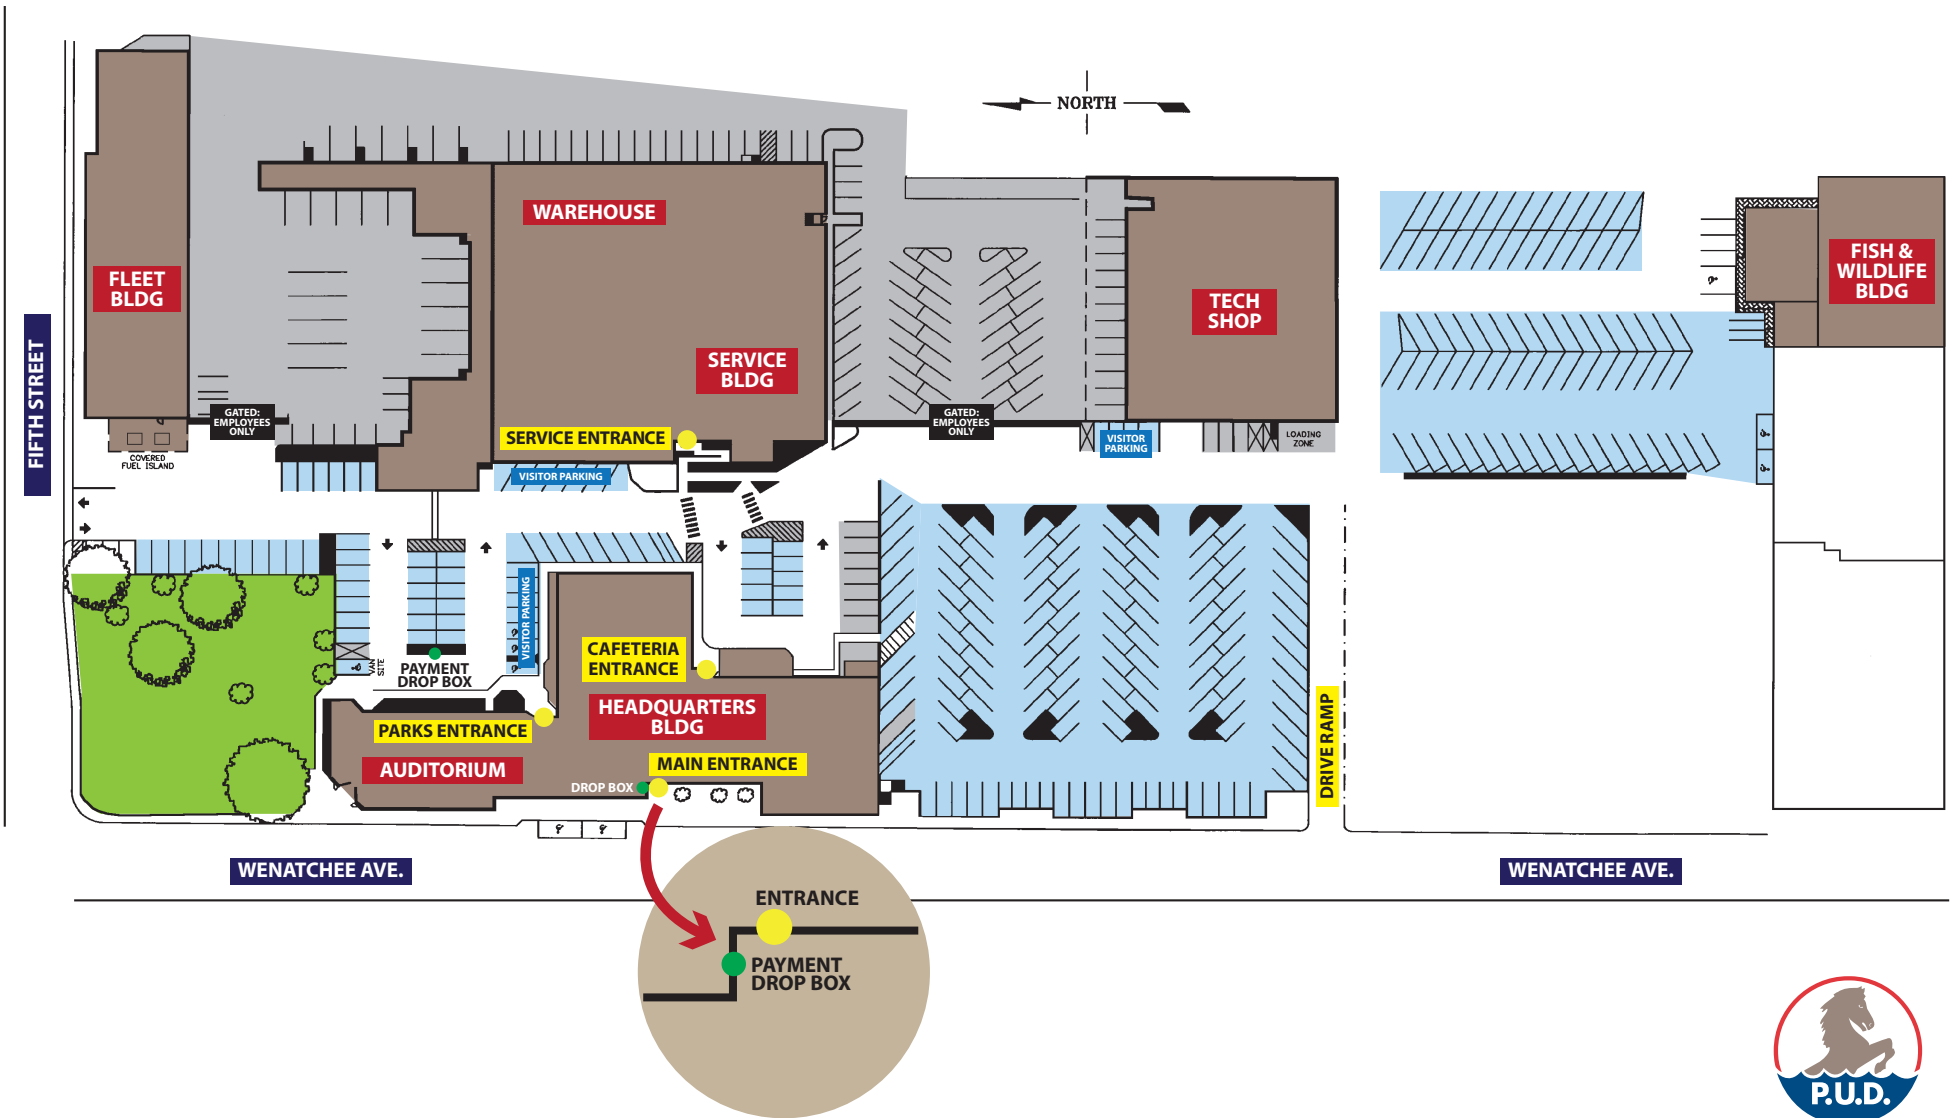 NORTH
WAREHOUSE
FLEET
BLDG
FISH &
WILDLIFE
BLDG
TECH
SHOP
SERVICE
BLDG
FIFTH STREET
GATED:
EMPLOYEES
ONLY
GATED:
EMPLOYEES
ONLY
SERVICE ENTRANCE
VISITOR
PARKING
LOADING
ZONE
COVERED
FUEL ISLAND
VISITOR PARKING
VISITOR PARKING
CAFETERIA
ENTRANCE
VAN
SITE
PAYMENT
DROP BOX
HEADQUARTERS
BLDG
PARKS ENTRANCE
DRIVE RAMP
MAIN ENTRANCE
AUDITORIUM
DROP BOX
WENATCHEE AVE.
WENATCHEE AVE.
ENTRANCE
PAYMENT
DROP BOX
P.U.D.